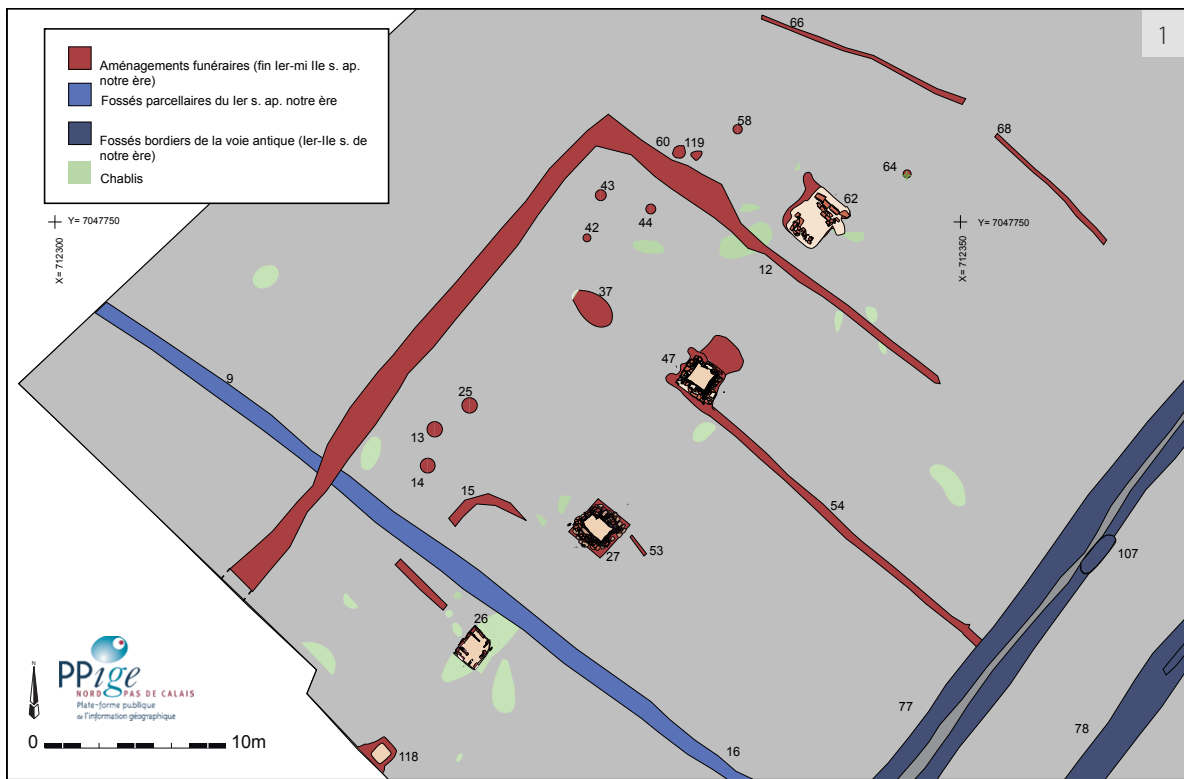 1
Aménagements funéraires (fin Ier-mi IIe s. ap.
notre ère)
Fossés parcellaires du Ier s. ap. notre ère
Fossés bordiers de la voie antique (Ier-IIe s. de
notre ère)
Chablis
66
68
58
60
119
64
62
43
44
42
12
37
Y= 7047750
X= 712300
Y= 7047750
X= 712350
47
9
25
13
14
15
54
27
53
107
26
77
78
16
118
N
PPige
NORD PAS DE CALAIS
Plate-forme publique
de l'information géographique
0 10m